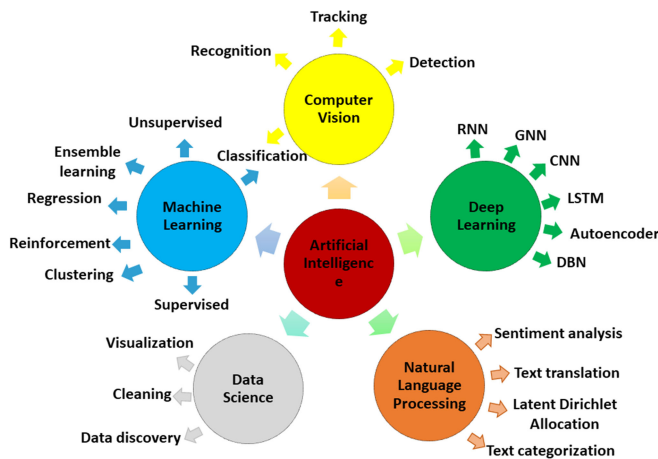 Tracking
Recognition
Detection
Computer
Vision
Classification
Unsupervised
Ensemble
learning
Regression
Reinforcement
Clustering
Supervised
Machine
Learning
RNN
GNN
CNN
LSTM
Autoencoder
DBN
Deep
Learning
Artificial
Intelligenc
e
Visualization
Cleaning
Data discovery
Data
Science
Natural
Language
Processing
Sentiment analysis
Text translation
Latent Dirichlet
Allocation
Text categorization